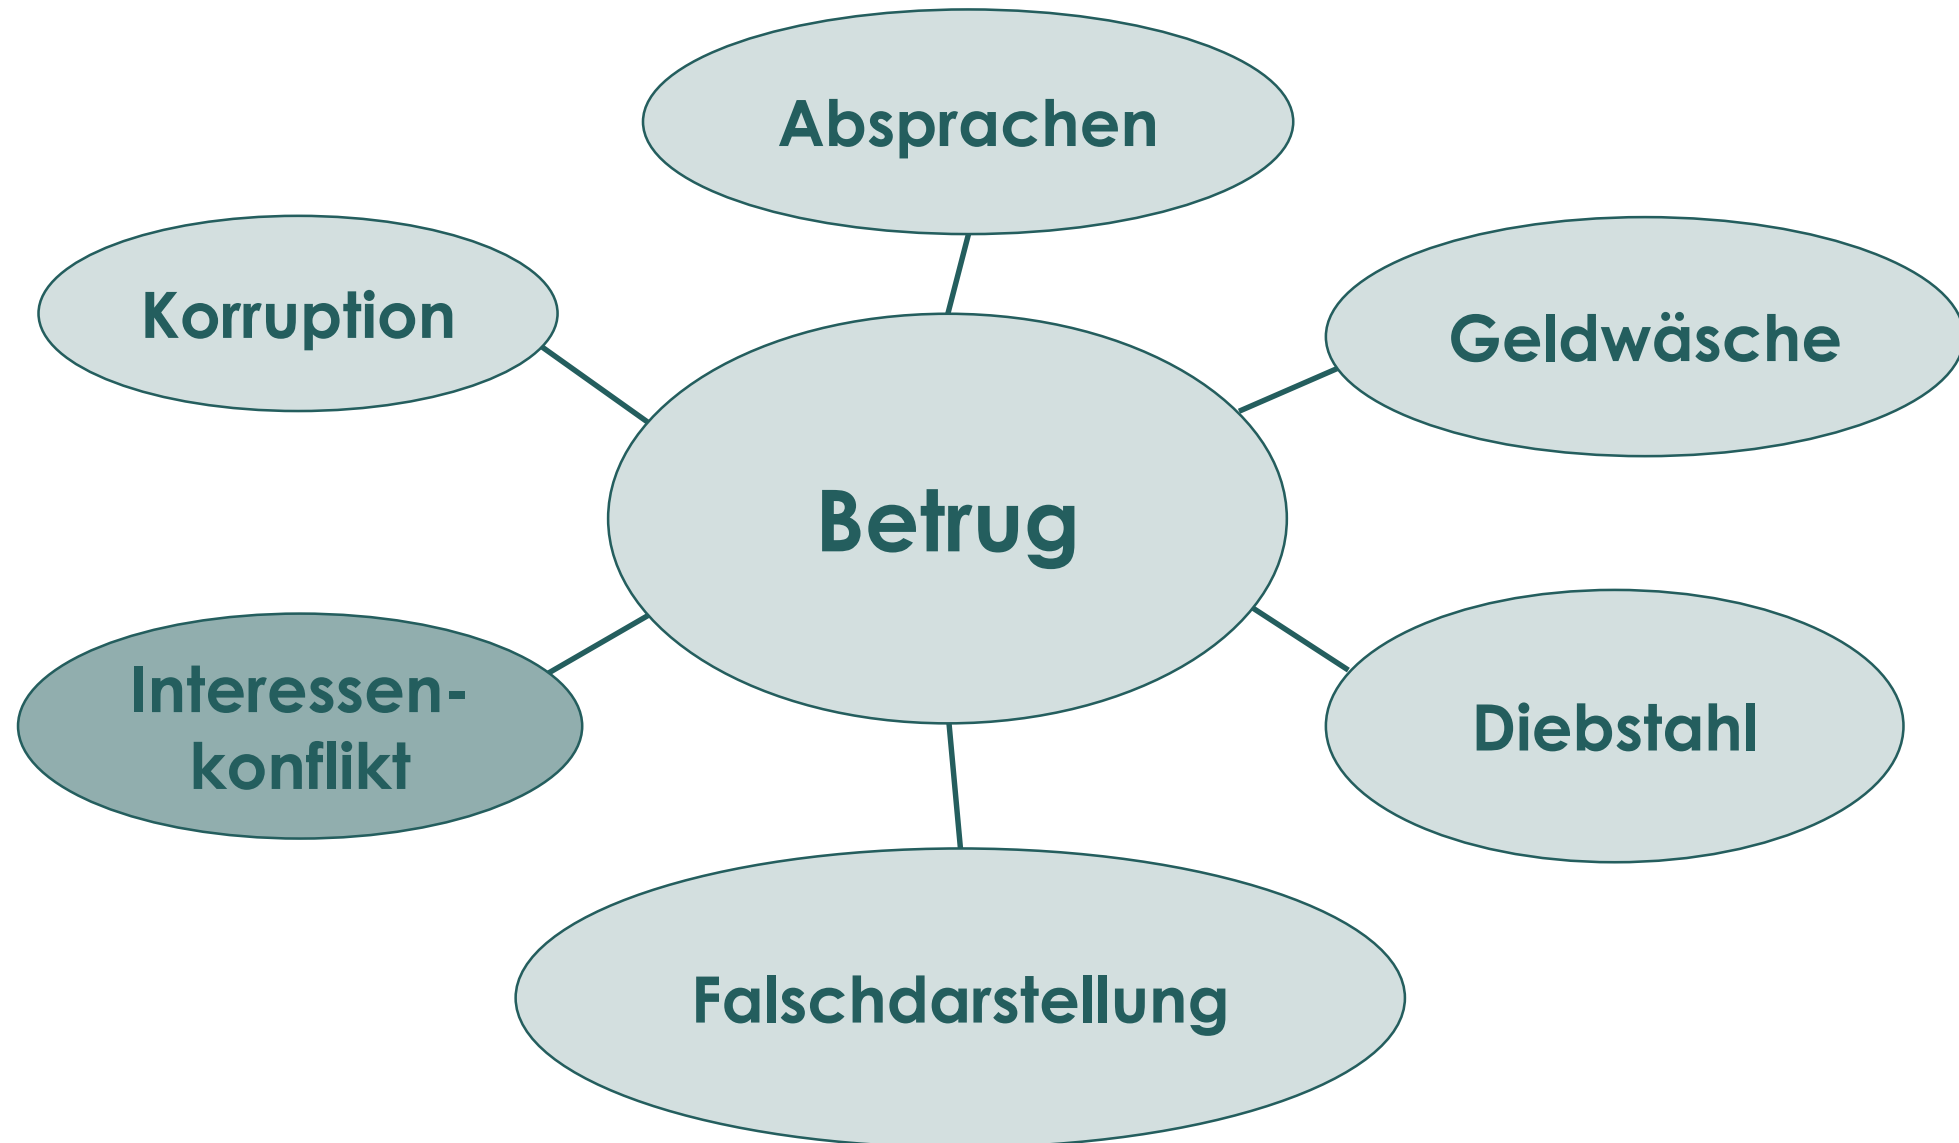 Absprachen
Korruption
Geldwäsche
Betrug
Interessen-
konflikt
Diebstahl
Falschdarstellung